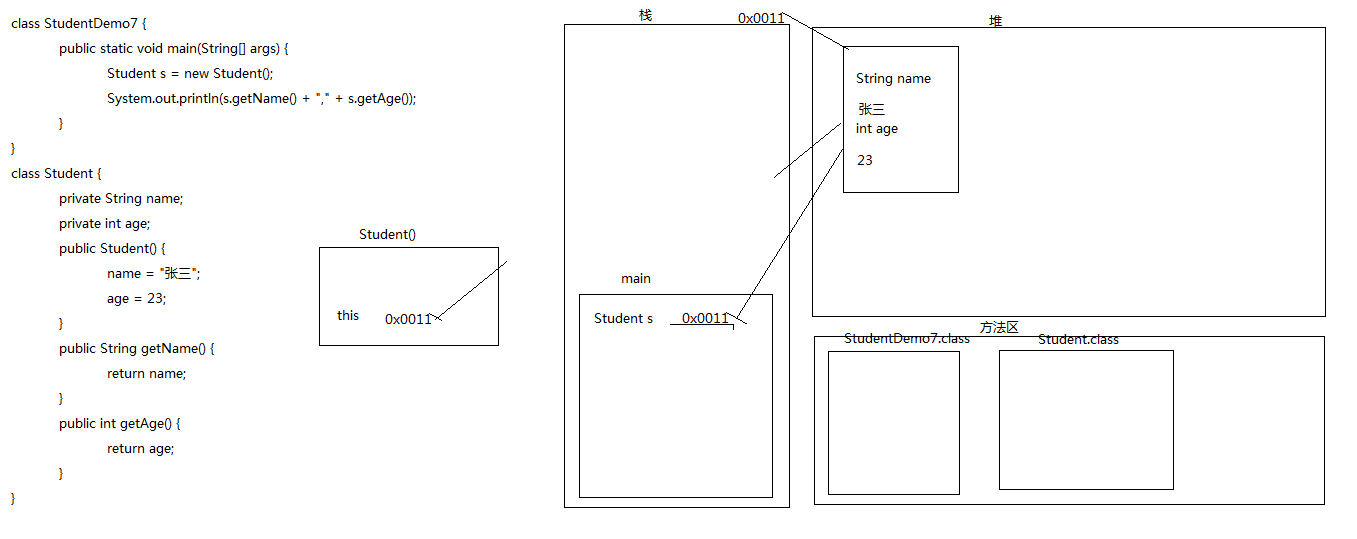 class StudentDemo7 {
public static void main(String[] args) {
Student s = new Student();
System.out.println(s.getName() + "," + s.getAge());
}
}
class Student {
private String name;
private int age;
public Student() {
name = "张三";
age = 23;
}
public String getName() {
return name;
}
public int getAge() {
return age;
}
}
Student()
this 0x0011
栈
main
Student s 0x0011
0x0011
堆
String name
张三
int age
23
方法区
StudentDemo7.class
Student.class